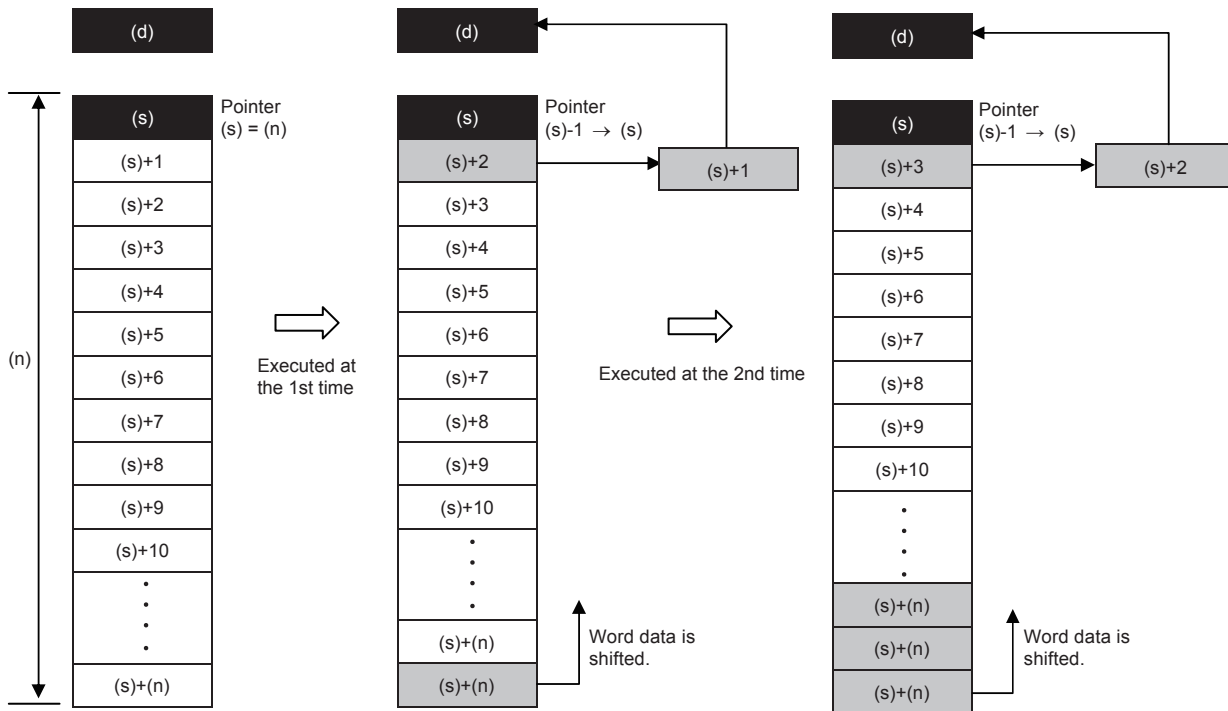 (d)
(s)
Pointer
(s) = (n)
(s)+1
(s)+2
(s)+3
(s)+4
(s)+5
(s)+6
(s)+7
(s)+8
(s)+9
(s)+10
(s)+(n)
(n)
Executed at
the 1st time
(d)
(s)
Pointer
(s)-1 → (s)
(s)+1
(s)+2
(s)+3
(s)+4
(s)+5
(s)+6
(s)+7
(s)+8
(s)+9
(s)+10
(s)+(n)
(s)+(n)
Word data is
shifted.
Executed at the 2nd time
(d)
(s)
Pointer
(s)-1 → (s)
(s)+2
(s)+3
(s)+4
(s)+5
(s)+6
(s)+7
(s)+8
(s)+9
(s)+10
(s)+(n)
(s)+(n)
(s)+(n)
Word data is
shifted.